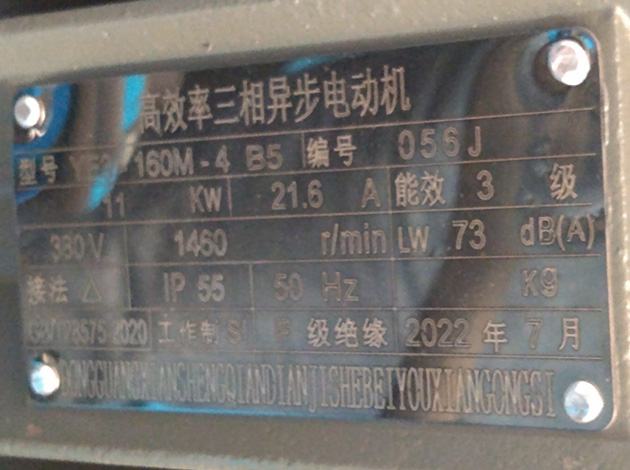 高效率三相异步电动机
型号 160M-4 B5 编号 056J
11 KW 21.6 A 能效 3 级
380V 1460 r/min LW 73 dB(A)
接法 △ IP 55 50 Hz Kg
2020 工作制 S1 F 级绝缘 2022 年 7 月